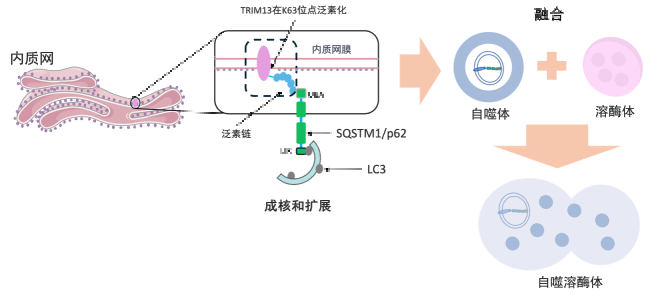 TRIM13在K63位点泛素化
融合
内质网
内质网膜
自噬体
溶酶体
泛素链
SQSTM1/p62
LC3
成核和扩展
自噬溶酶体